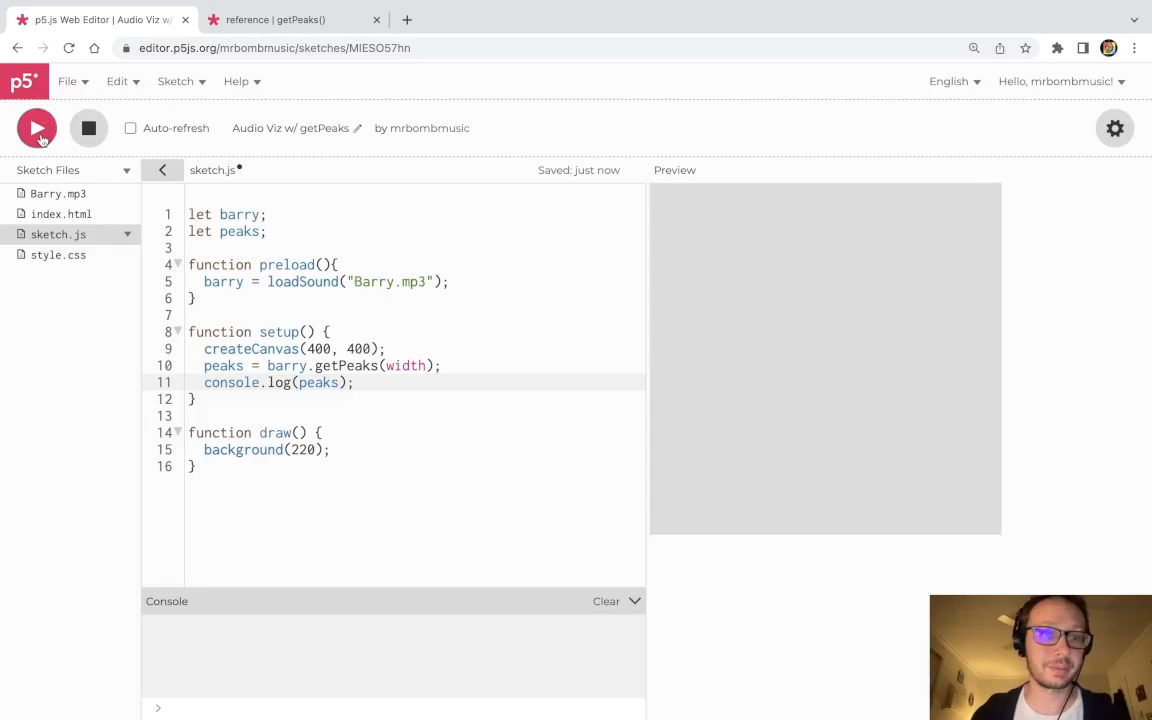 p5.js Web Editor | Audio Viz w/
reference | getPeaks()
editor.p5js.org/mrbombmusic/sketches/MIESO57hn
p5*
File
Edit
Sketch
Help
English
Hello, mrbombmusic!
Auto-refresh
Audio Viz w/ getPeaks
by mrbombmusic
Sketch Files
sketch.js
Saved: just now
Preview
Barry.mp3
index.html
sketch.js
style.css
1 let barry;
2 let peaks;
3
4 function preload(){
5 barry = loadSound("Barry.mp3");
6 }
7
8 function setup() {
9 createCanvas(400, 400);
10 peaks = barry.getPeaks(width);
11 console.log(peaks);
12 }
13
14 function draw() {
15 background(220);
16 }
Console
Clear
>